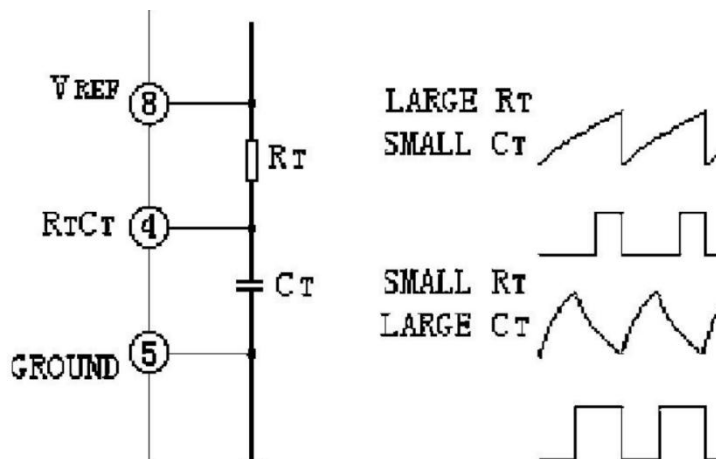 VREF
8
RT
RTCT
4
CT
GROUND
5
LARGE RT
SMALL CT
SMALL RT
LARGE CT